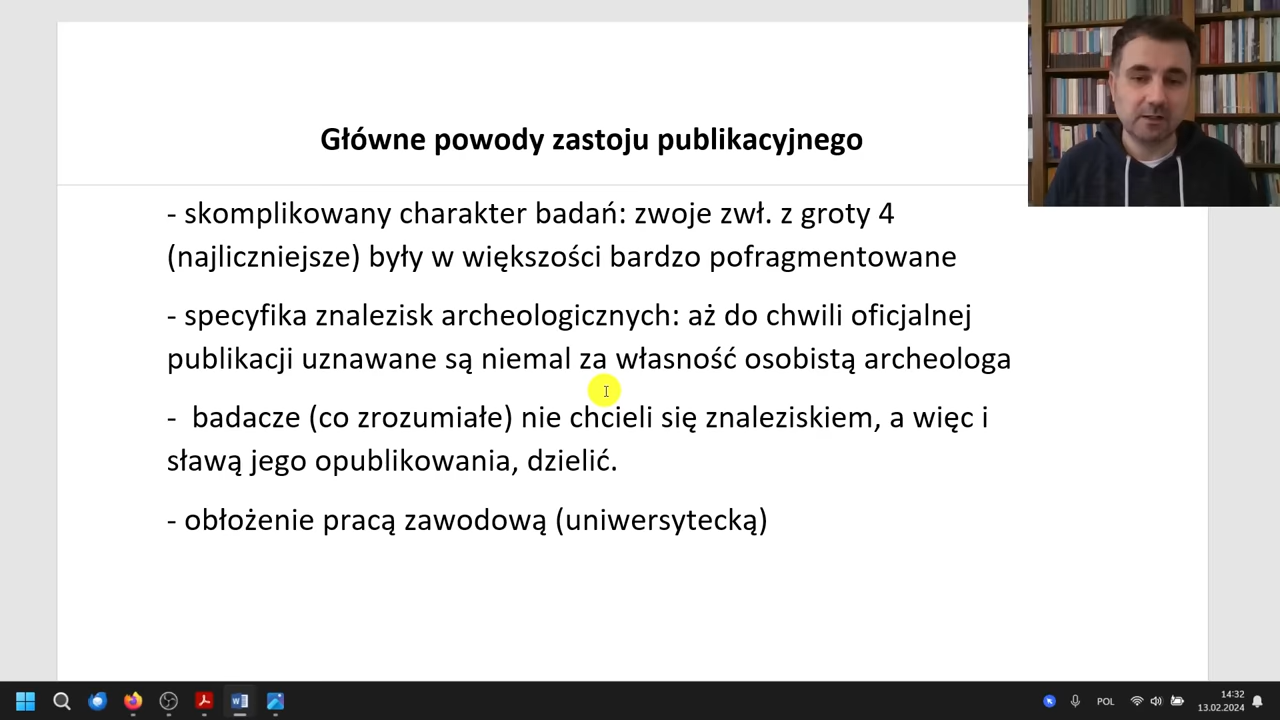 Główne powody zastoju publikacyjnego
- skomplikowany charakter badań: zwoje zwł. z groty 4
(najliczniejsze) były w większości bardzo pofragmentowane
- specyfika znalezisk archeologicznych: aż do chwili oficjalnej
publikacji uznawane są niemal za własność osobistą archeologa
- badacze (co zrozumiałe) nie chcieli się znaleziskiem, a więc i
sławą jego opublikowania, dzielić.
- obłożenie pracą zawodową (uniwersytecką)
POL
14:32
13.02.2024